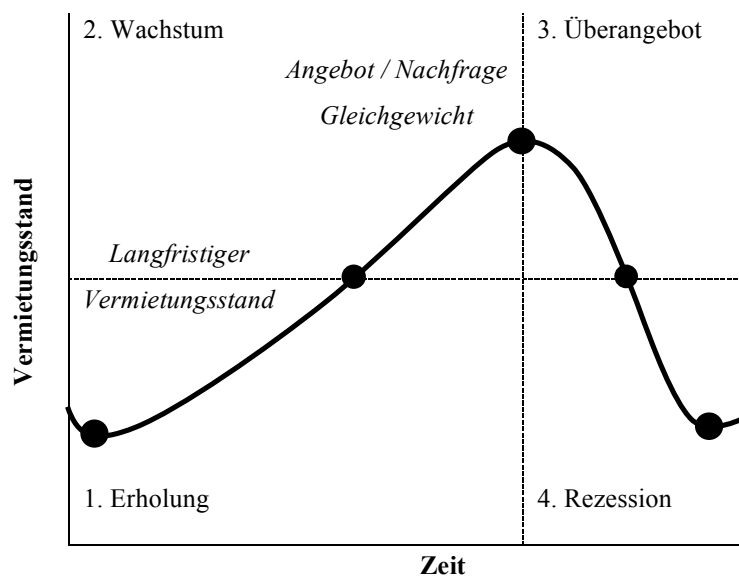 2. Wachstum
3. Überangebot
Angebot / Nachfrage
Gleichgewicht
Vermietungsstand
Langfristiger
Vermietungsstand
1. Erholung
4. Rezession
Zeit